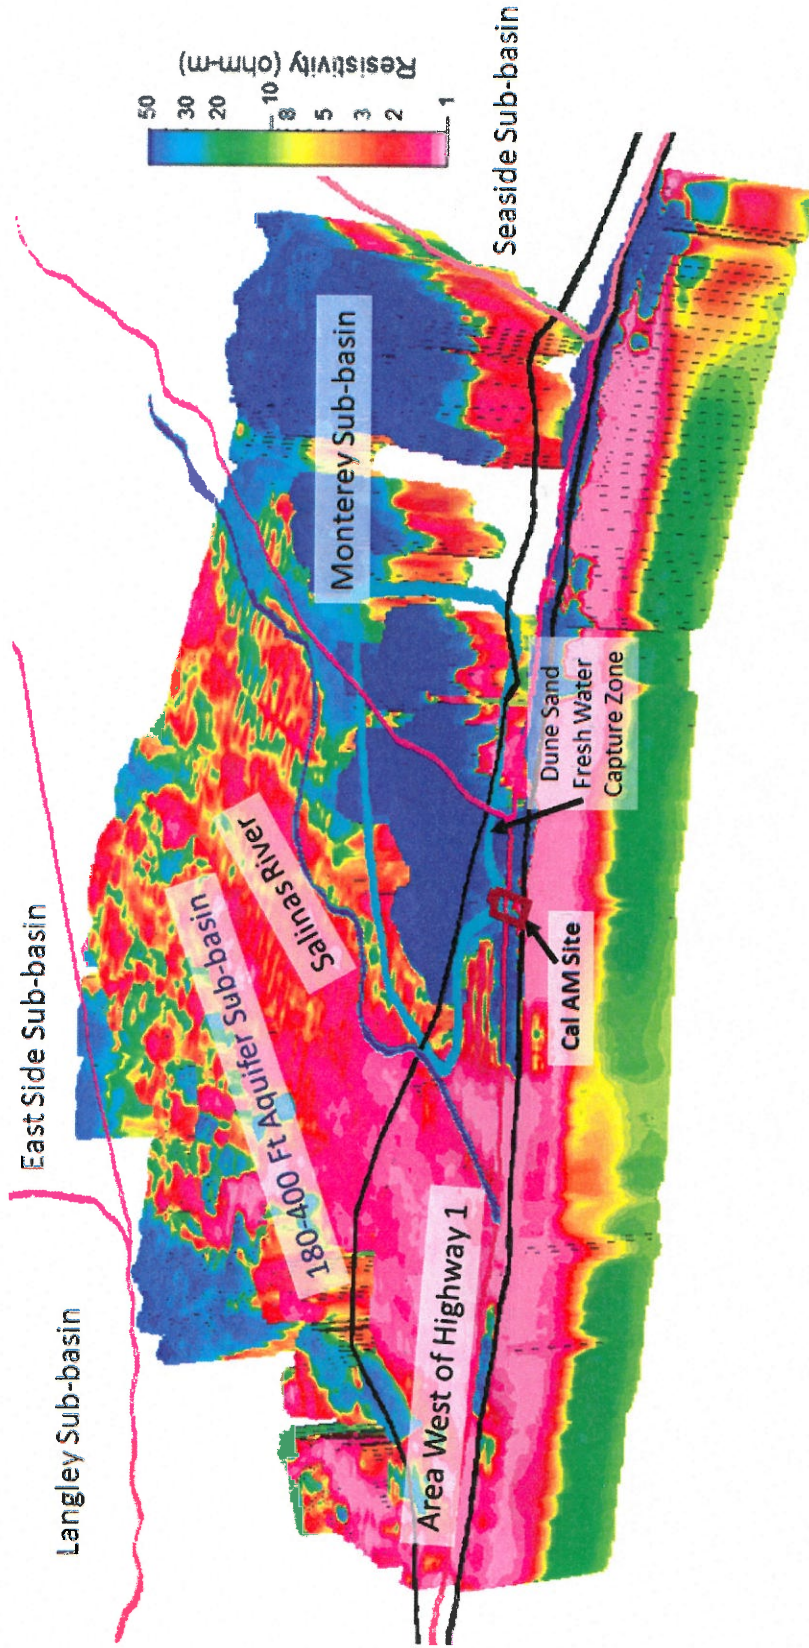 Langley Sub-basin
East Side Sub-basin
50
30
20
10
8
5
3
2
1
Resistivity (ohm-m)
180-400 Ft Aquifer Sub-basin
Salinas River
Monterey Sub-basin
Seaside Sub-basin
Area West of Highway 1
Cal AM Site
Dune Sand
Fresh Water
Capture Zone